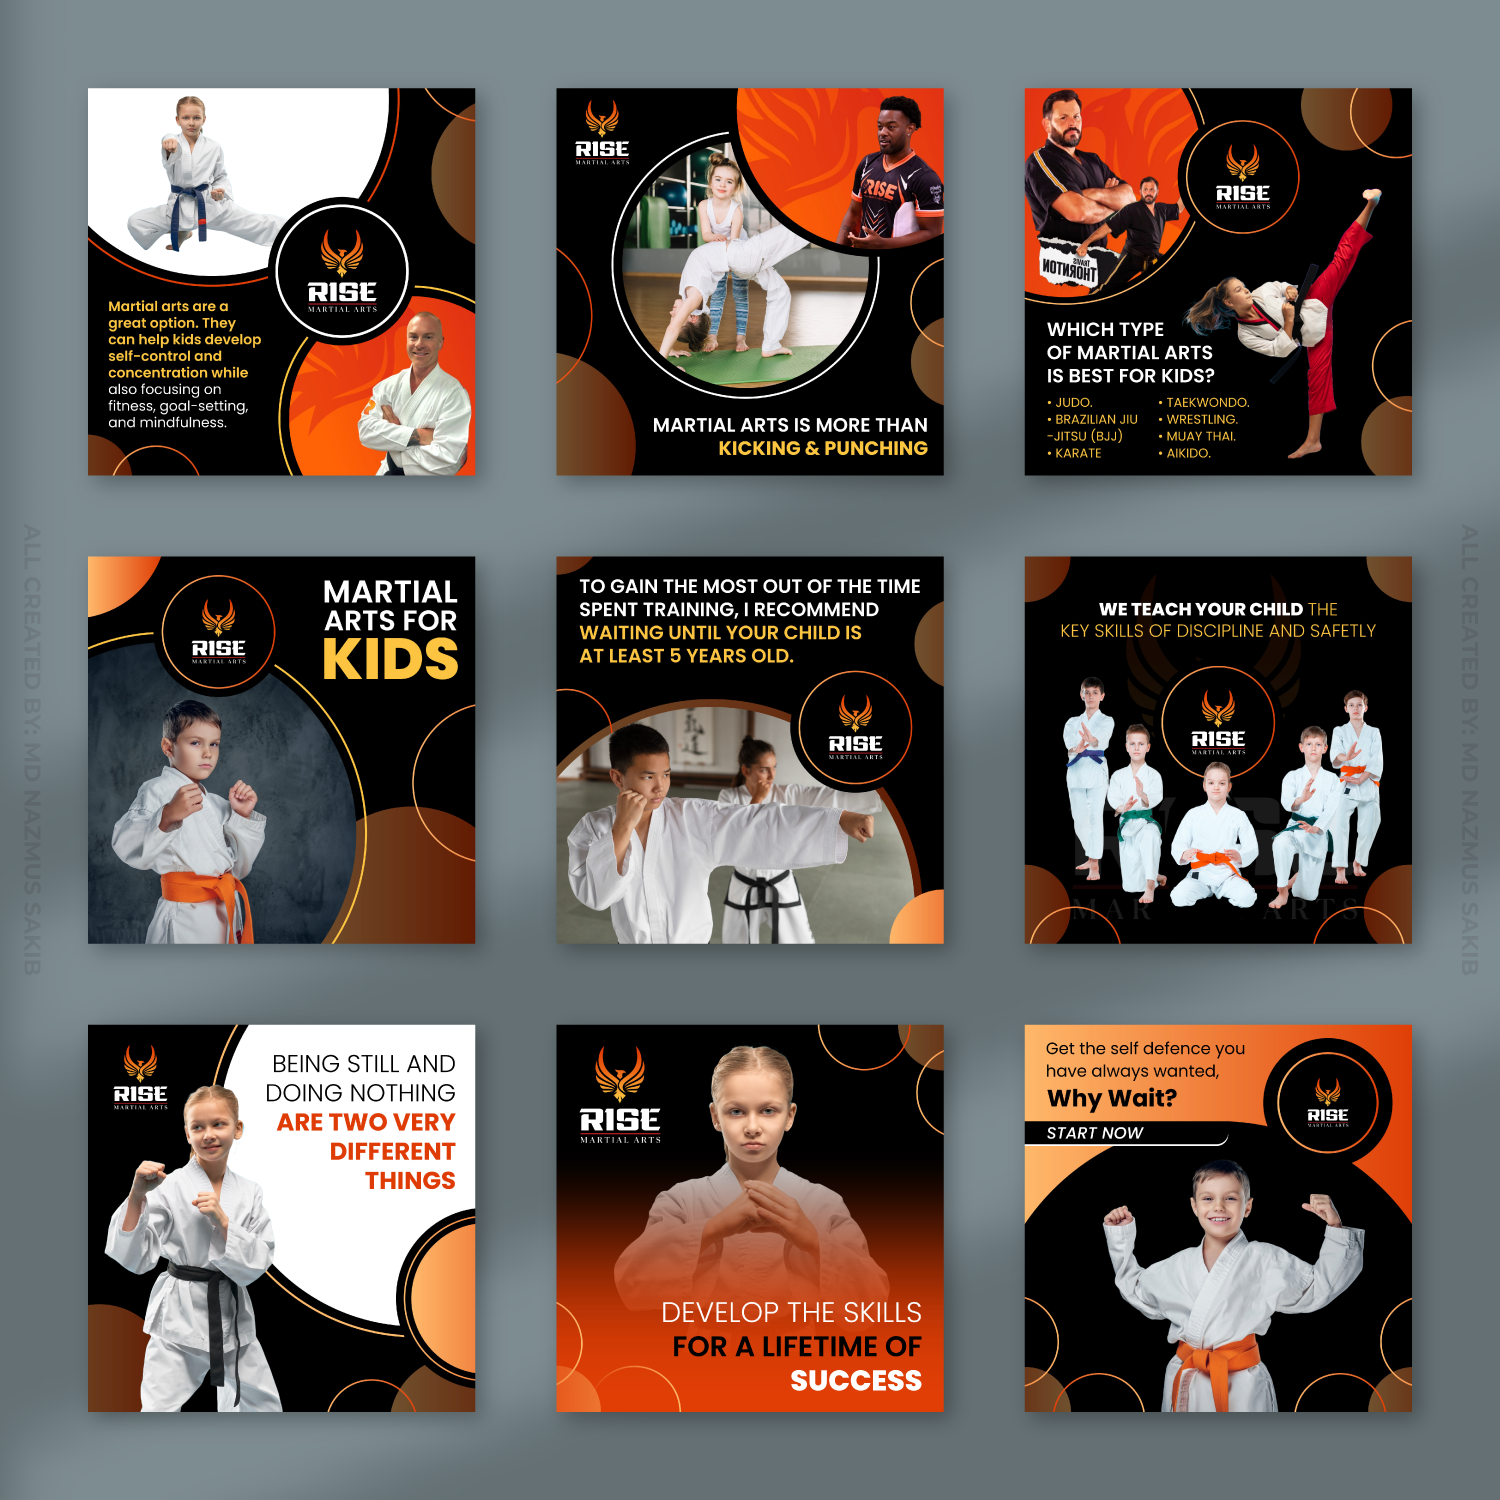 RISE
MARTIAL ARTS
Martial arts are a
great option. They
can help kids develop
self-control and
concentration while
also focusing on
fitness, goal-setting,
and mindfulness.
RISE
MARTIAL ARTS
RISE
MARTIAL ARTS IS MORE THAN
KICKING & PUNCHING
RISE
MARTIAL ARTS
TRAVIS
THORNTON
WHICH TYPE
OF MARTIAL ARTS
IS BEST FOR KIDS?
• JUDO.
• BRAZILIAN JIU
-JITSU (BJJ)
• KARATE
• TAEKWONDO.
• WRESTLING.
• MUAY THAI.
• AIKIDO.
ALL CREATED BY: MD NAZMUS SAKIB
RISE
MARTIAL ARTS
MARTIAL
ARTS FOR
KIDS
TO GAIN THE MOST OUT OF THE TIME
SPENT TRAINING, I RECOMMEND
WAITING UNTIL YOUR CHILD IS
AT LEAST 5 YEARS OLD.
RISE
MARTIAL ARTS
WE TEACH YOUR CHILD THE
KEY SKILLS OF DISCIPLINE AND SAFETLY
RISE
MARTIAL ARTS
MAR ARTS
ALL CREATED BY: MD NAZMUS SAKIB
RISE
MARTIAL ARTS
BEING STILL AND
DOING NOTHING
ARE TWO VERY
DIFFERENT
THINGS
RISE
MARTIAL ARTS
DEVELOP THE SKILLS
FOR A LIFETIME OF
SUCCESS
Get the self defence you
have always wanted,
Why Wait?
START NOW
RISE
MARTIAL ARTS